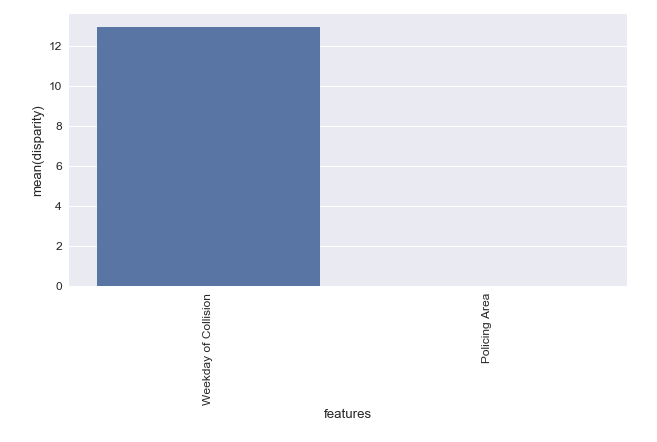 mean(disparity)
12
10
8
6
4
2
0
Weekday of Collision
Policing Area
features